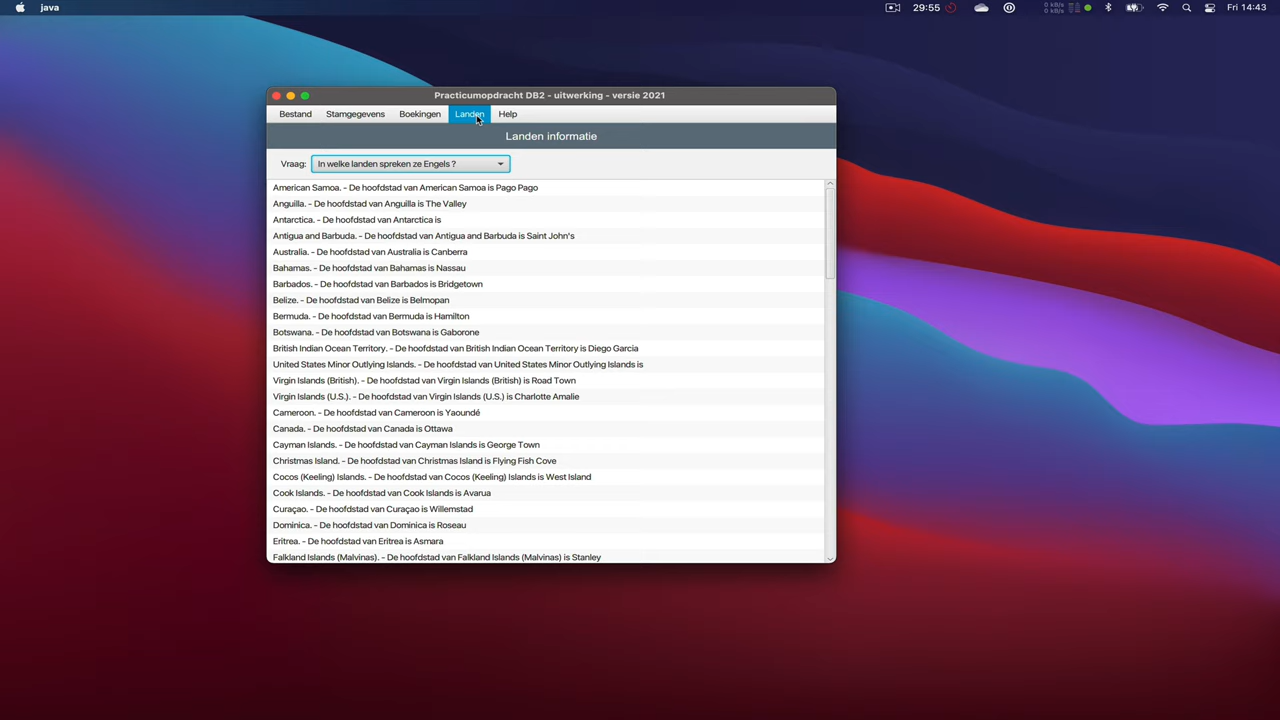 java
29:55
0 kB/s
0 kB/s
Fri 14:43
Practicumopdracht DB2 - uitwerking - versie 2021
Bestand Stamgegevens Boekingen Landen Help
Landen informatie
Vraag: In welke landen spreken ze Engels ?
American Samoa. - De hoofdstad van American Samoa is Pago Pago
Anguilla. - De hoofdstad van Anguilla is The Valley
Antarctica. - De hoofdstad van Antarctica is
Antigua and Barbuda. - De hoofdstad van Antigua and Barbuda is Saint John's
Australia. - De hoofdstad van Australia is Canberra
Bahamas. - De hoofdstad van Bahamas is Nassau
Barbados. - De hoofdstad van Barbados is Bridgetown
Belize. - De hoofdstad van Belize is Belmopan
Bermuda. - De hoofdstad van Bermuda is Hamilton
Botswana. - De hoofdstad van Botswana is Gaborone
British Indian Ocean Territory. - De hoofdstad van British Indian Ocean Territory is Diego Garcia
United States Minor Outlying Islands. - De hoofdstad van United States Minor Outlying Islands is
Virgin Islands (British). - De hoofdstad van Virgin Islands (British) is Road Town
Virgin Islands (U.S.). - De hoofdstad van Virgin Islands (U.S.) is Charlotte Amalie
Cameroon. - De hoofdstad van Cameroon is Yaoundé
Canada. - De hoofdstad van Canada is Ottawa
Cayman Islands. - De hoofdstad van Cayman Islands is George Town
Christmas Island. - De hoofdstad van Christmas Island is Flying Fish Cove
Cocos (Keeling) Islands. - De hoofdstad van Cocos (Keeling) Islands is West Island
Cook Islands. - De hoofdstad van Cook Islands is Avarua
Curaçao. - De hoofdstad van Curaçao is Willemstad
Dominica. - De hoofdstad van Dominica is Roseau
Eritrea. - De hoofdstad van Eritrea is Asmara
Falkland Islands (Malvinas). - De hoofdstad van Falkland Islands (Malvinas) is Stanley